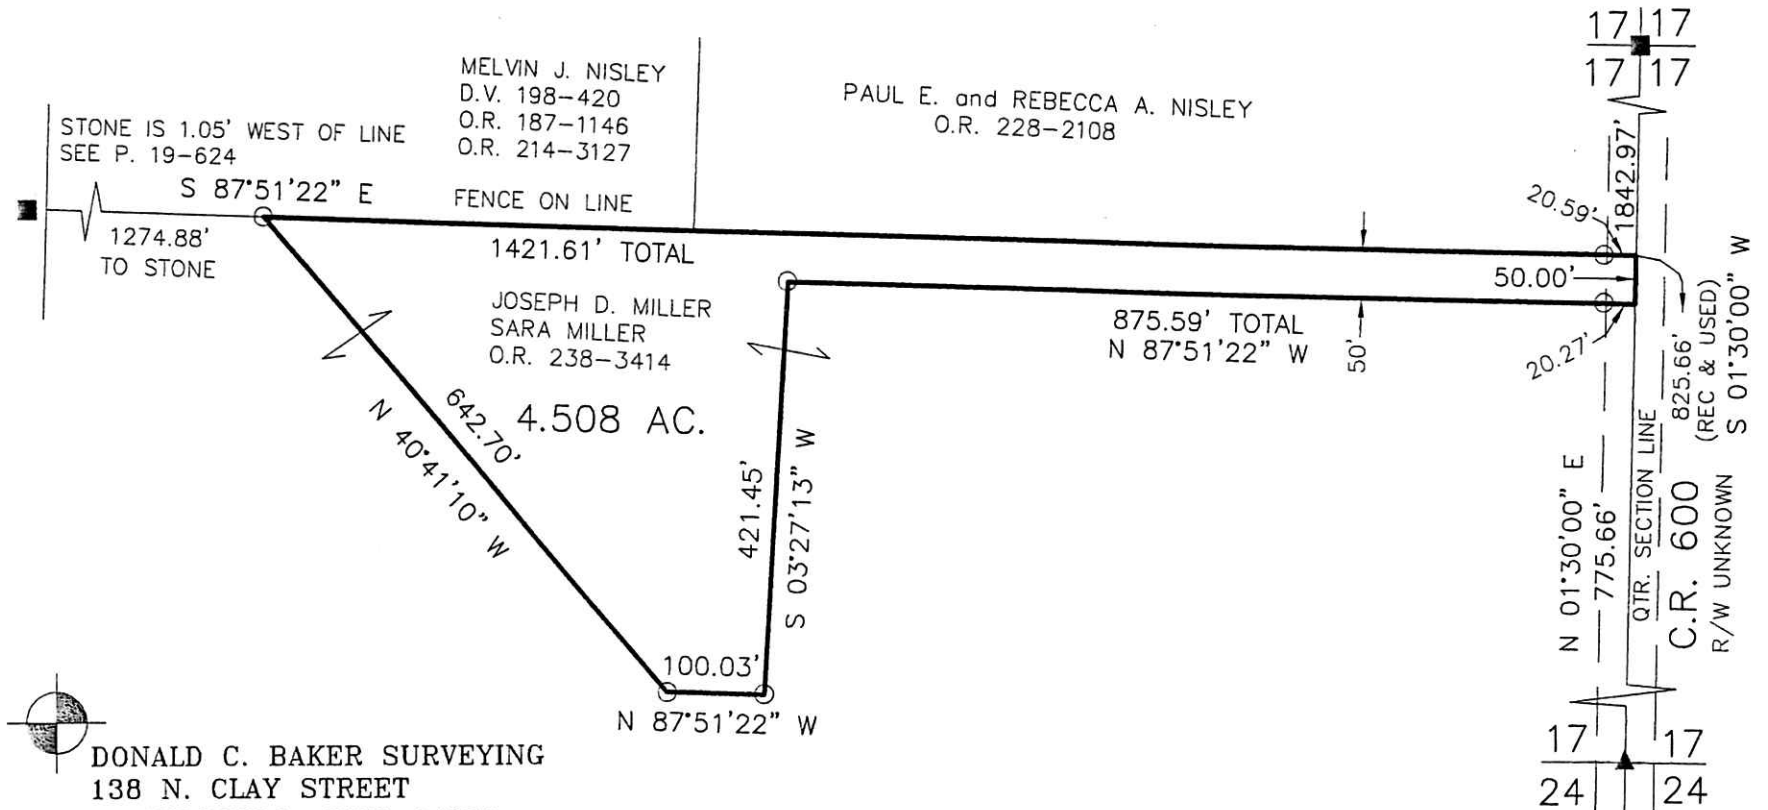 17 17
17 17
MELVIN J. NISLEY
D.V. 198-420
O.R. 187-1146
O.R. 214-3127
PAUL E. and REBECCA A. NISLEY
O.R. 228-2108
STONE IS 1.05' WEST OF LINE
SEE P. 19-624
S 87°51'22" E
FENCE ON LINE
1274.88'
TO STONE
1421.61' TOTAL
20.59'
1842.97'
50.00'
JOSEPH D. MILLER
SARA MILLER
O.R. 238-3414
4.508 AC.
875.59' TOTAL
N 87°51'22" W
50'
20.27'
825.66'
(REC & USED)
S 01°30'00" W
642.70'
N 40°41'10" W
421.45'
S 03°27'13" W
N 01°30'00" E
775.66'
QTR. SECTION LINE
C.R. 600
R/W UNKNOWN
100.03'
N 87°51'22" W
DONALD C. BAKER SURVEYING
138 N. CLAY STREET
17 17
24 24